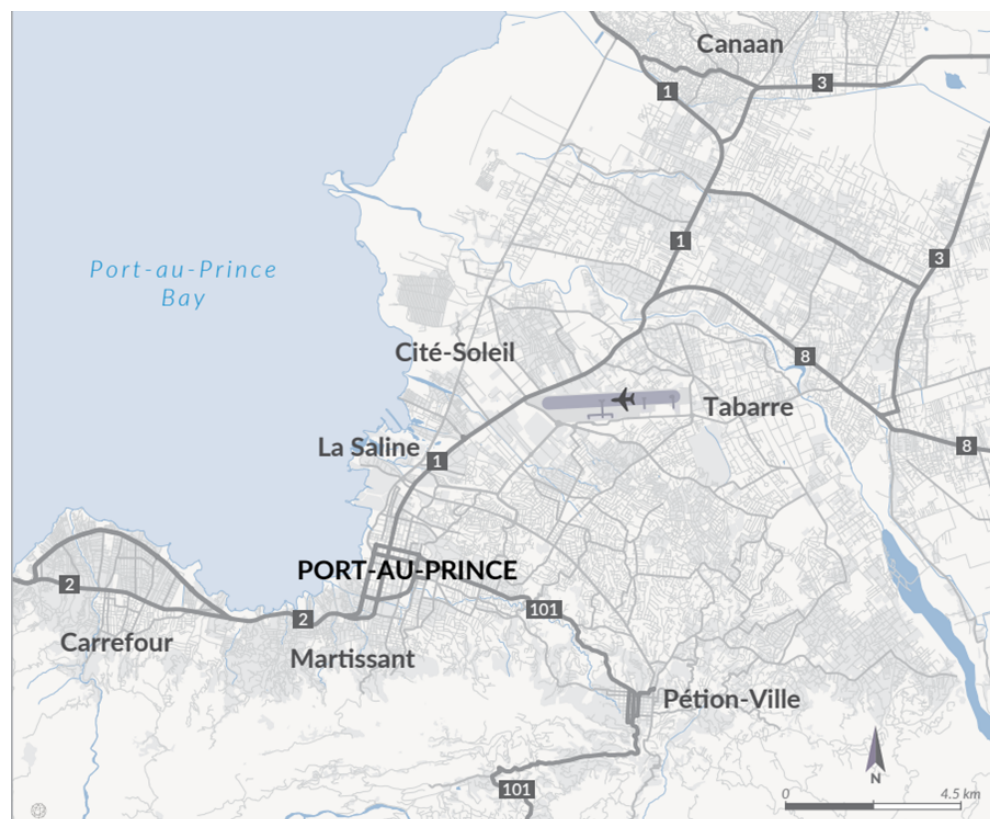 Canaan
3
1
1
3
Port-au-Prince
Bay
Cité-Soleil
8
Tabarre
La Saline
1
8
PORT-AU-PRINCE
2
101
2
Carrefour
Martissant
Pétion-Ville
101
N
0
4.5 km